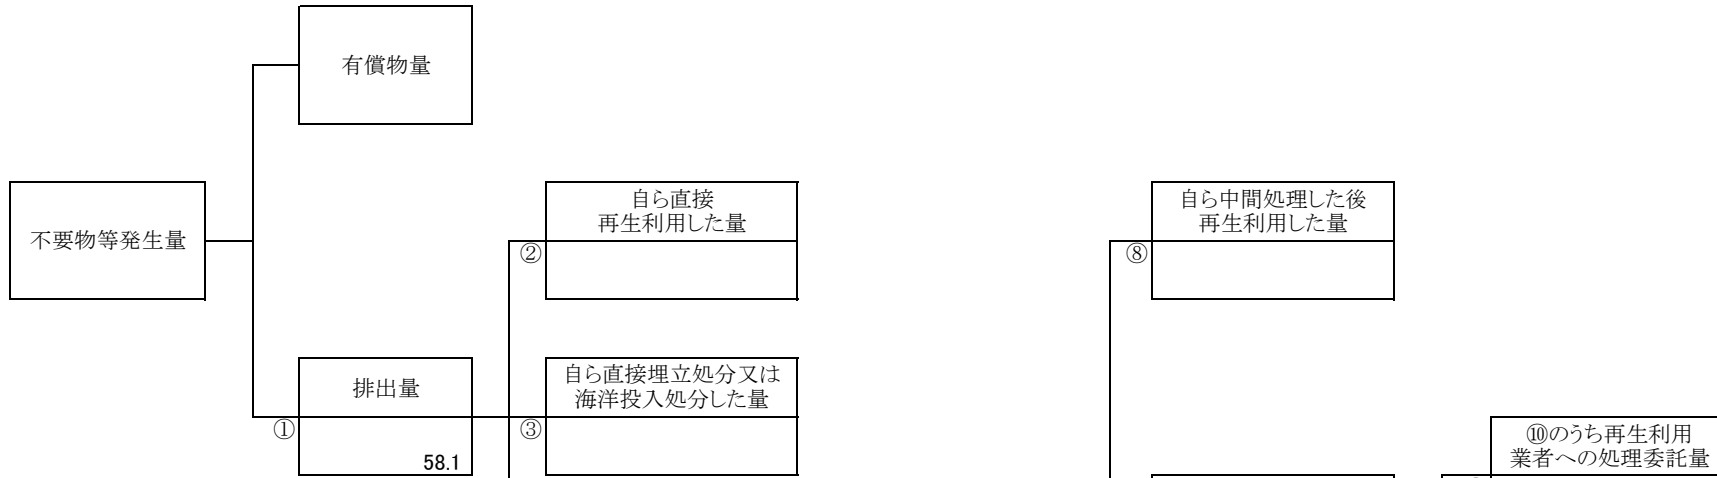 有償物量
不要物等発生量
自ら直接
再生利用した量
②
自ら中間処理した後
再生利用した量
⑧
排出量
①
58.1
自ら直接埋立処分又は
海洋投入処分した量
③
⑩のうち再生利用
業者への処理委託量